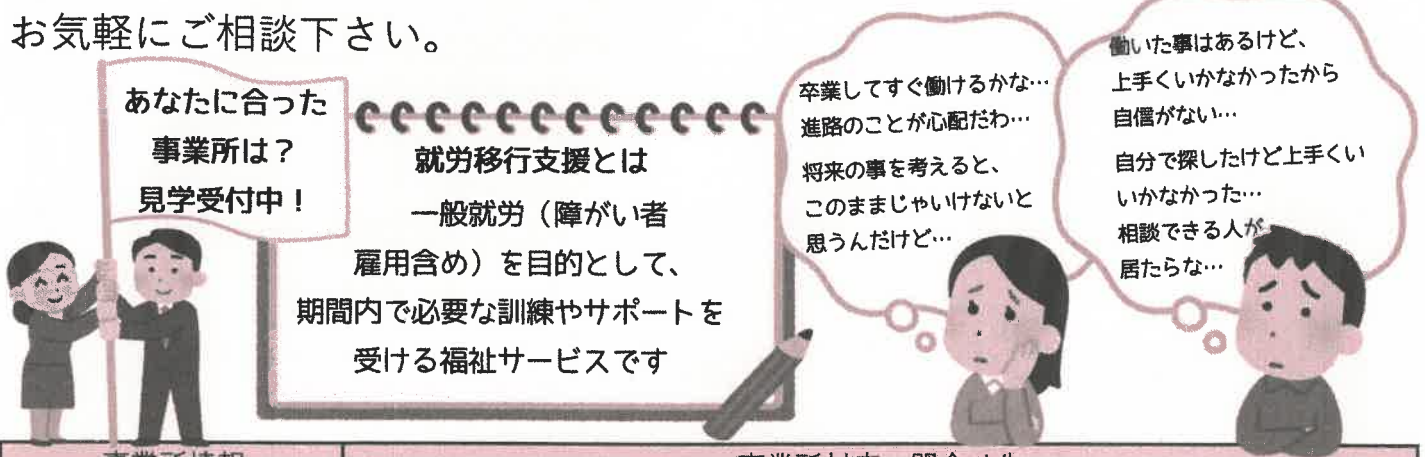 お気軽にご相談下さい。
あなたに合った
事業所は？
見学受付中！
就労移行支援とは
一般就労（障がい者
雇用含め）を目的として、
期間内で必要な訓練やサポートを
受ける福祉サービスです
卒業してすぐ働けるかな…
進路のことが心配だわ…
将来の事を考えると、
このままじゃいけないと
思うんだけど…
働いた事はあるけど、
上手くいかなかったから
自信がない…
自分で探したけど上手くい
いかなかった…
相談できる人が
居たらな…
事業所情報